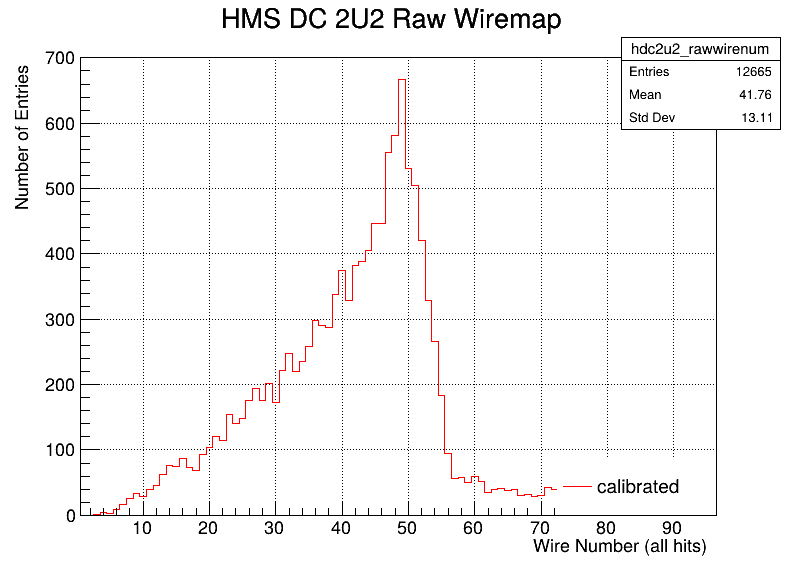 HMS DC 2U2 Raw Wiremap
hdc2u2_rawwirenum
Entries 12665
Mean 41.76
Std Dev 13.11
Number of Entries
700
600
500
400
300
200
100
0
calibrated
10 20 30 40 50 60 70 80 90
Wire Number (all hits)